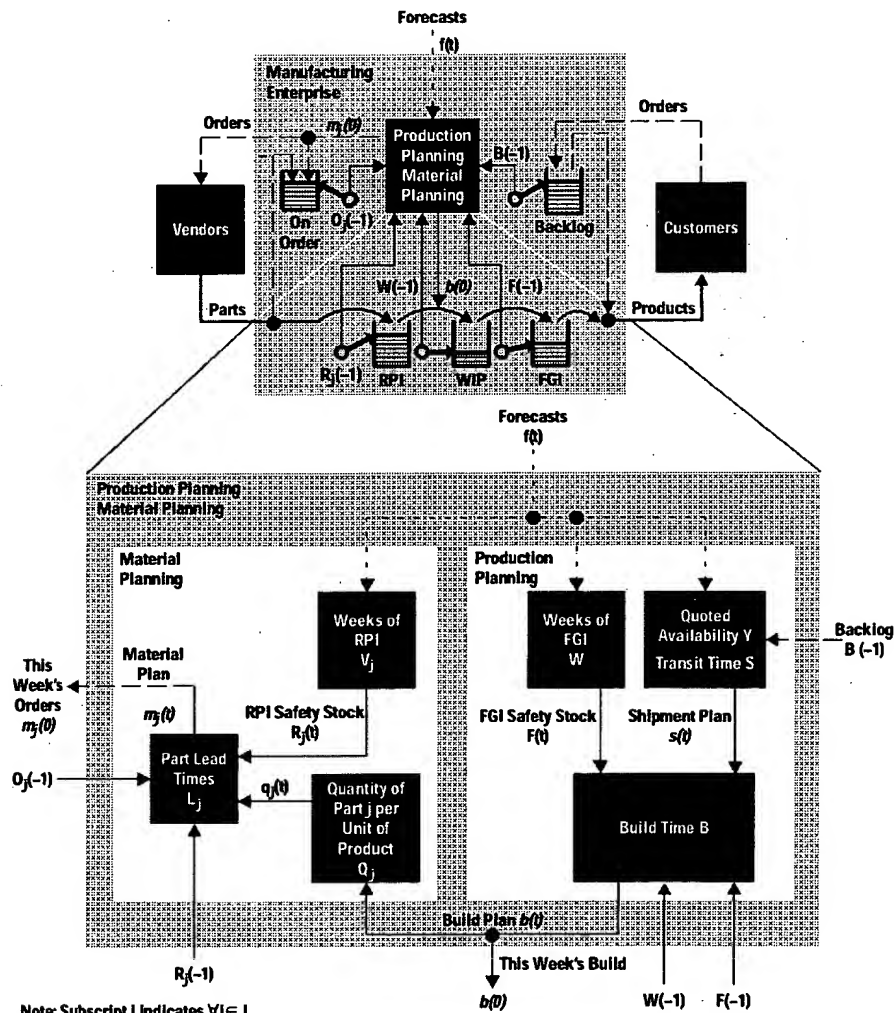 Forecasts
f(t)
Manufacturing
Enterprise
Orders
m_j(0)
Production
Planning
Material
Planning
B(-1)
Orders
Vendors
On
Order
O_j(-1)
Backlog
Customers
W(-1)
b(0)
F(-1)
Parts
Products
R_j(-1)
RPI
WIP
FGI
Forecasts
f(t)
Production Planning
Material Planning
Material
Planning
Production
Planning
Weeks of
RPI
V_j
Weeks of
FGI
W
Quoted
Availability Y
Transit Time S
Backlog
B (-1)
This
Week's
Orders
m_j(0)
Material
Plan
m_j(t)
RPI Safety Stock
R_j(t)
FGI Safety Stock
F(t)
Shipment Plan
s(t)
O_j(-1)
Part Lead
Times
L_j
q_j(t)
Quantity of
Part j per
Unit of
Product
Q_j
Build Time B
Build Plan b(t)
R_j(-1)
This Week's Build
b(0)
W(-1)
F(-1)
Note: Subscript j indicates ∀j∈